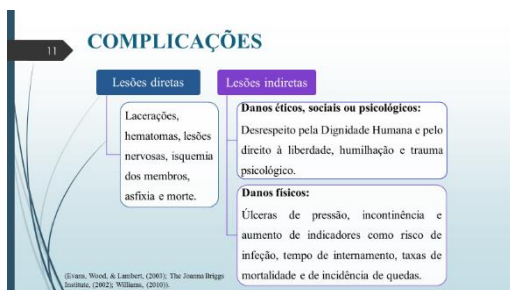 11
COMPLICAÇÕES
Lesões diretas
Lacerações,
hematomas, lesões
nervosas, isquemia
dos membros,
asfixia e morte.
Lesões indiretas
Danos éticos, sociais ou psicológicos:
Desrespeito pela Dignidade Humana e pelo
direito à liberdade, humilhação e trauma
psicológico.
Danos físicos:
Úlceras de pressão, incontinência e
aumento de indicadores como risco de
infeção, tempo de internamento, taxas de
mortalidade e de incidência de quedas.
(Evans, Wood, & Lambert, (2003); The Joanna Briggs
Institute, (2002); Williams, (2010)).